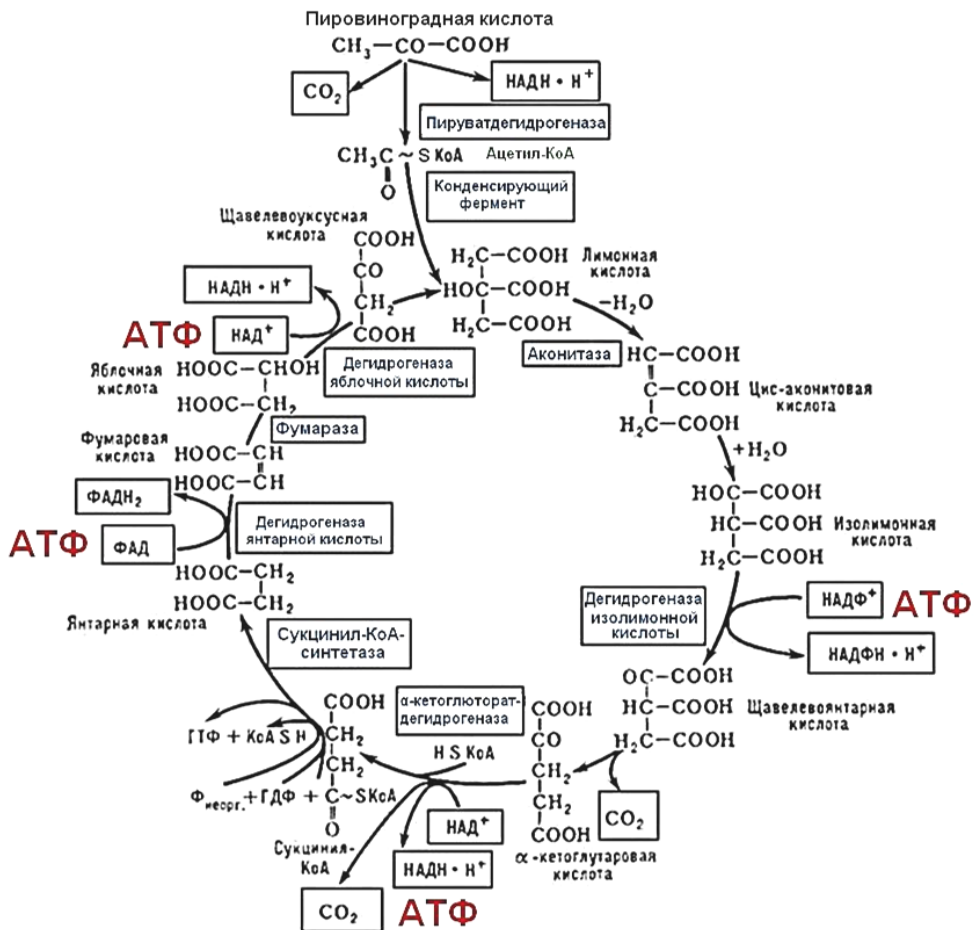 Пировиноградная кислота
CH₃—CO—COOH
CO₂
НАДН · Н⁺
Пируватдегидрогеназа
CH₃C ~ S KoA
O
Ацетил-КоА
Конденсирующий
фермент
Щавелевоуксусная
кислота
COOH
CO
CH₂
COOH
H₂C—COOH
HOC—COOH
H₂C—COOH
Лимонная
кислота
—H₂O
НАДН · Н⁺
АТФ
НАД⁺
Дегидрогеназа
яблочной кислоты
Аконитаза
HC—COOH
C—COOH
H₂C—COOH
Цис-аконитовая
кислота
Яблочная
кислота
HOOC—CHOH
HOOC—CH₂
Фумараза
+H₂O
Фумаровая
кислота
HOOC—CH
HOOC—CH
ФАДН₂
АТФ
ФАД
Дегидрогеназа
янтарной кислоты
HOC—COOH
HC—COOH
H₂C—COOH
Изолимонная
кислота
HOOC—CH₂
HOOC—CH₂
Янтарная кислота
Дегидрогеназа
изолимонной
кислоты
НАДФ⁺
АТФ
НАДФН · Н⁺
Сукцинил-КоА-
синтетаза
OC—COOH
HC—COOH
H₂C—COOH
Щавелевоянтарная
кислота
α-кетоглюторат-
дегидрогеназа
HSKoA
COOH
CO
CH₂
CH₂
COOH
CO₂
α-кетоглутаровая
кислота
ГТФ + KoASH
Фнеорг. + ГДФ +
COOH
CH₂
CH₂
C~SKoA
O
Сукцинил-
КоА
НАД⁺
НАДН · Н⁺
CO₂
АТФ